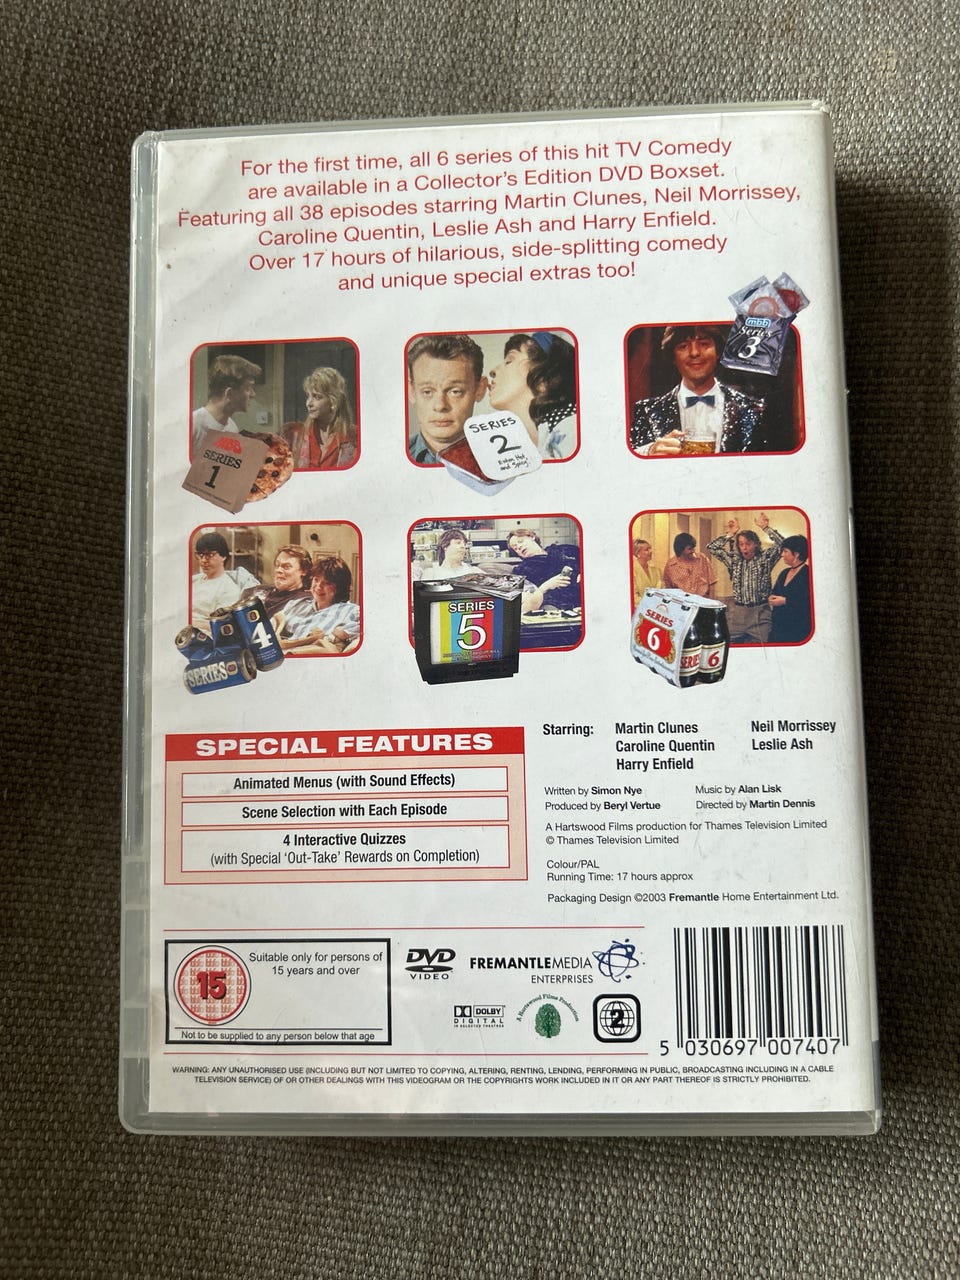 For the first time, all 6 series of this hit TV Comedy
are available in a Collector's Edition DVD Boxset.
Featuring all 38 episodes starring Martin Clunes, Neil Morrissey,
Caroline Quentin, Leslie Ash and Harry Enfield.
Over 17 hours of hilarious, side-splitting comedy
and unique special extras too!
mbb
Series
3
SERIES
1
SERIES
2
SERIES
4
SERIES
5
SERIES
6
SERIES 6
SPECIAL FEATURES
Animated Menus (with Sound Effects)
Scene Selection with Each Episode
4 Interactive Quizzes
(with Special 'Out-Take' Rewards on Completion)
Starring: Martin Clunes Neil Morrissey
Caroline Quentin Leslie Ash
Harry Enfield
Written by Simon Nye Music by Alan Lisk
Produced by Beryl Vertue Directed by Martin Dennis
A Hartswood Films production for Thames Television Limited
© Thames Television Limited
Colour/PAL
Running Time: 17 hours approx
Packaging Design ©2003 Fremantle Home Entertainment Ltd.
15
Suitable only for persons of
15 years and over
Not to be supplied to any person below that age
DVD
VIDEO
FREMANTLEMEDIA
ENTERPRISES
DOLBY
DIGITAL
A Hartswood Films Production
2
5 030697 007407
WARNING: ANY UNAUTHORISED USE (INCLUDING BUT NOT LIMITED TO COPYING, ALTERING, RENTING, LENDING, PERFORMING IN PUBLIC, BROADCASTING INCLUDING IN A CABLE
TELEVISION SERVICE) OF OR OTHER DEALINGS WITH THIS VIDEOGRAM OR THE COPYRIGHTS WORK INCLUDED IN IT OR ANY PART THEREOF IS STRICTLY PROHIBITED.